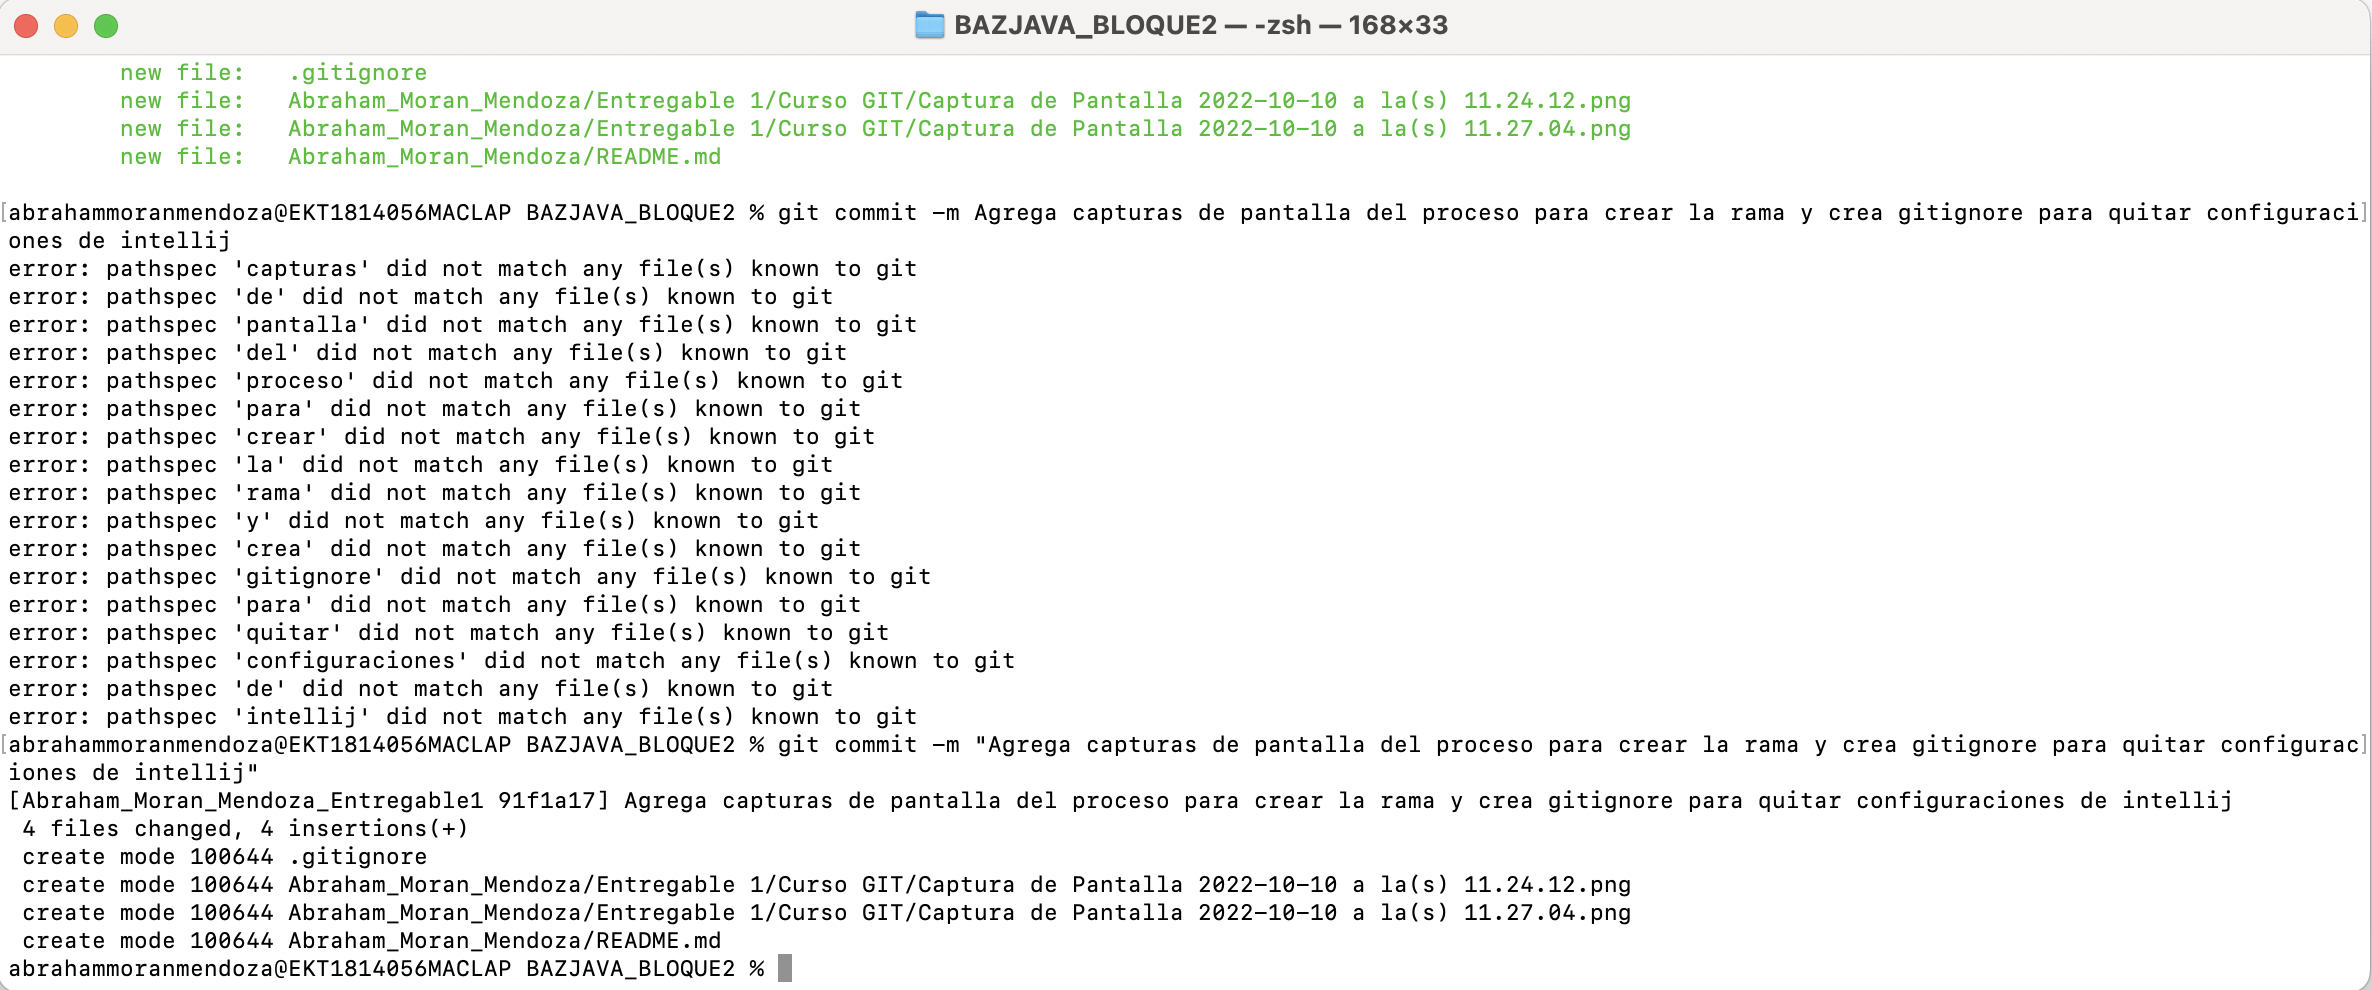 BAZJAVA_BLOQUE2 — -zsh — 168×33
new file:   .gitignore
new file:   Abraham_Moran_Mendoza/Entregable 1/Curso GIT/Captura de Pantalla 2022-10-10 a la(s) 11.24.12.png
new file:   Abraham_Moran_Mendoza/Entregable 1/Curso GIT/Captura de Pantalla 2022-10-10 a la(s) 11.27.04.png
new file:   Abraham_Moran_Mendoza/README.md
[abrahammoranmendoza@EKT1814056MACLAP BAZJAVA_BLOQUE2 % git commit -m Agrega capturas de pantalla del proceso para crear la rama y crea gitignore para quitar configuraci]
ones de intellij
error: pathspec 'capturas' did not match any file(s) known to git
error: pathspec 'de' did not match any file(s) known to git
error: pathspec 'pantalla' did not match any file(s) known to git
error: pathspec 'del' did not match any file(s) known to git
error: pathspec 'proceso' did not match any file(s) known to git
error: pathspec 'para' did not match any file(s) known to git
error: pathspec 'crear' did not match any file(s) known to git
error: pathspec 'la' did not match any file(s) known to git
error: pathspec 'rama' did not match any file(s) known to git
error: pathspec 'y' did not match any file(s) known to git
error: pathspec 'crea' did not match any file(s) known to git
error: pathspec 'gitignore' did not match any file(s) known to git
error: pathspec 'para' did not match any file(s) known to git
error: pathspec 'quitar' did not match any file(s) known to git
error: pathspec 'configuraciones' did not match any file(s) known to git
error: pathspec 'de' did not match any file(s) known to git
error: pathspec 'intellij' did not match any file(s) known to git
[abrahammoranmendoza@EKT1814056MACLAP BAZJAVA_BLOQUE2 % git commit -m "Agrega capturas de pantalla del proceso para crear la rama y crea gitignore para quitar configurac]
iones de intellij"
[Abraham_Moran_Mendoza_Entregable1 91f1a17] Agrega capturas de pantalla del proceso para crear la rama y crea gitignore para quitar configuraciones de intellij
 4 files changed, 4 insertions(+)
 create mode 100644 .gitignore
 create mode 100644 Abraham_Moran_Mendoza/Entregable 1/Curso GIT/Captura de Pantalla 2022-10-10 a la(s) 11.24.12.png
 create mode 100644 Abraham_Moran_Mendoza/Entregable 1/Curso GIT/Captura de Pantalla 2022-10-10 a la(s) 11.27.04.png
 create mode 100644 Abraham_Moran_Mendoza/README.md
abrahammoranmendoza@EKT1814056MACLAP BAZJAVA_BLOQUE2 %